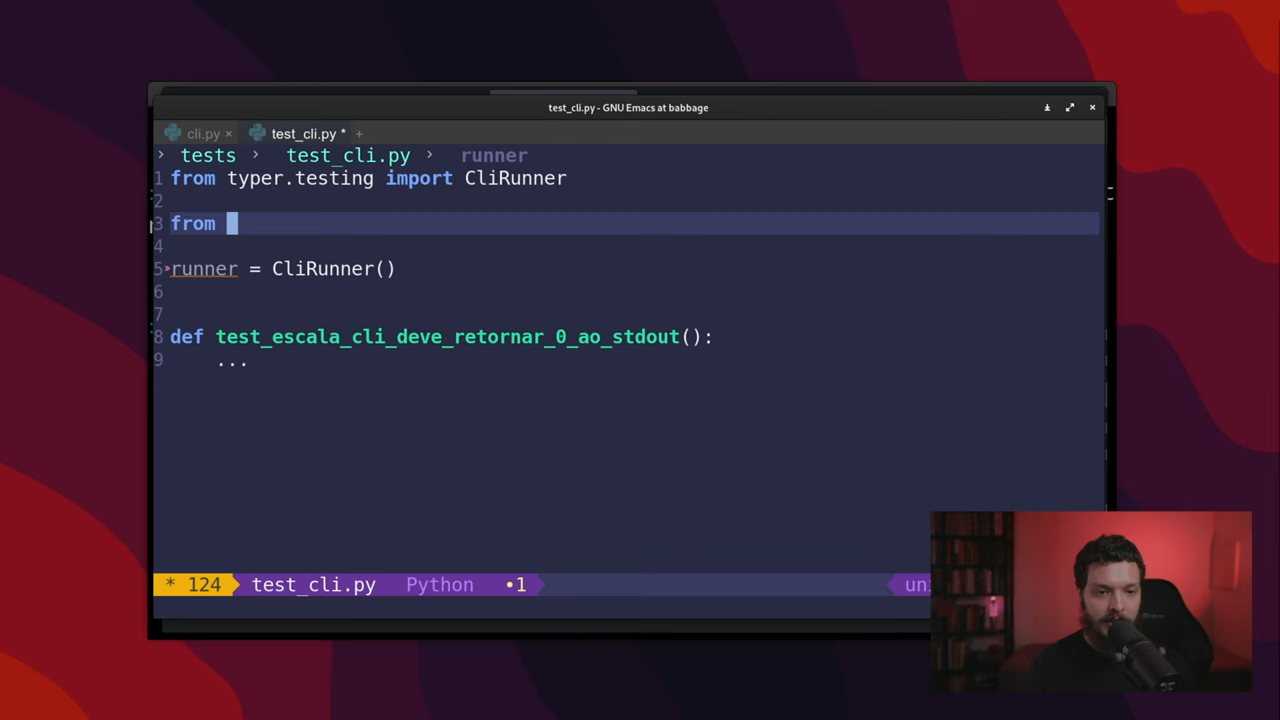 test_cli.py - GNU Emacs at babbage
cli.py × test_cli.py * +
› tests › test_cli.py › runner
1 from typer.testing import CliRunner
2
3 from
4
5 runner = CliRunner()
6
7
8 def test_escala_cli_deve_retornar_0_ao_stdout():
9 ...
* 124 test_cli.py Python •1